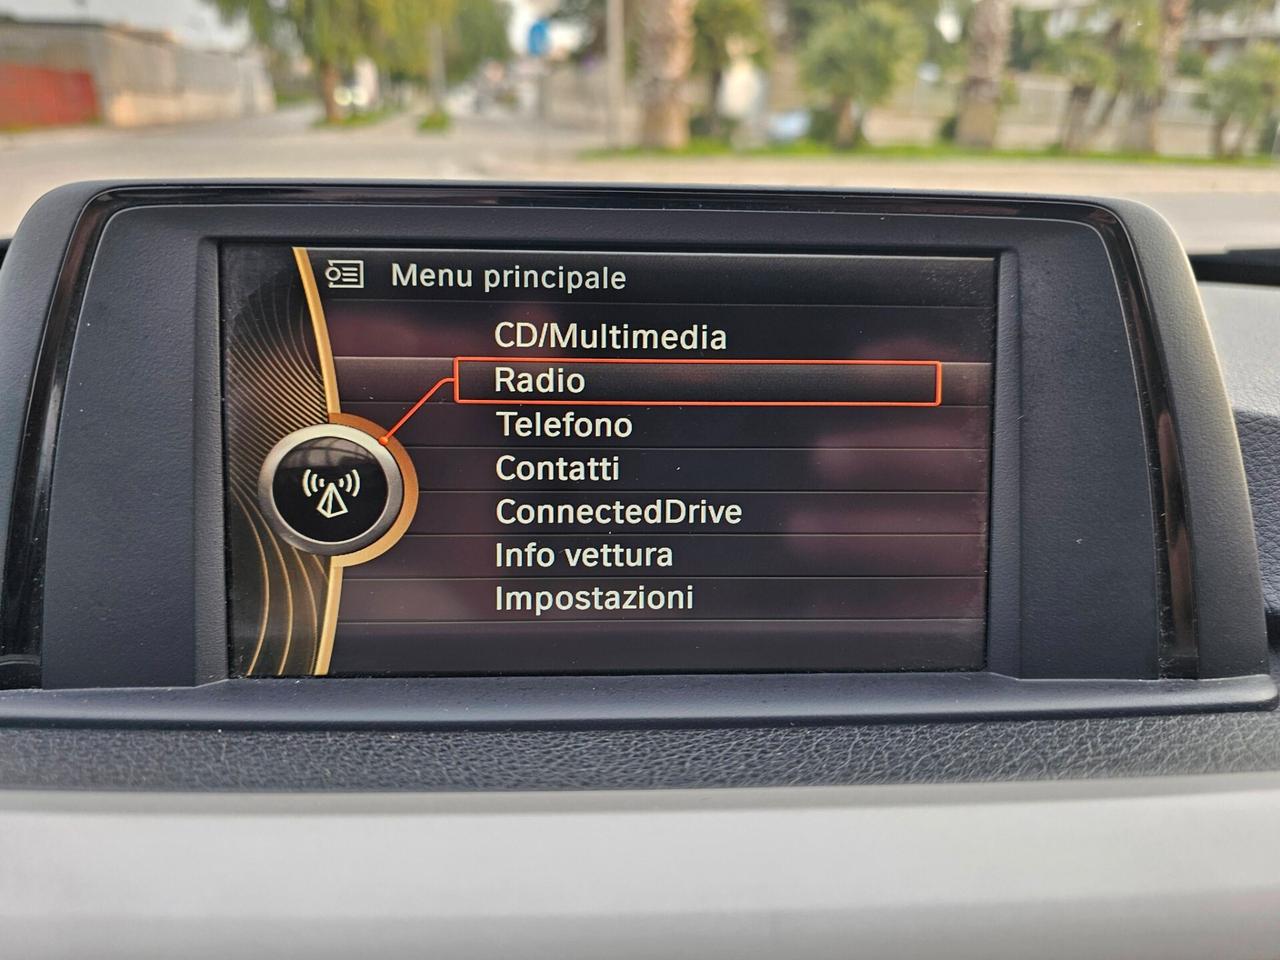 Menu principale
CD/Multimedia
Radio
Telefono
Contatti
ConnectedDrive
Info vettura
Impostazioni